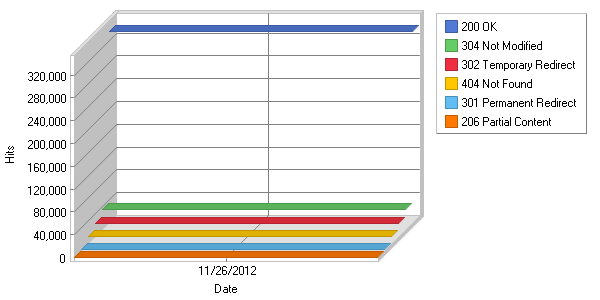 200 OK
304 Not Modified
302 Temporary Redirect
404 Not Found
301 Permanent Redirect
206 Partial Content
Hits
320,000
280,000
240,000
200,000
160,000
120,000
80,000
40,000
0
11/26/2012
Date